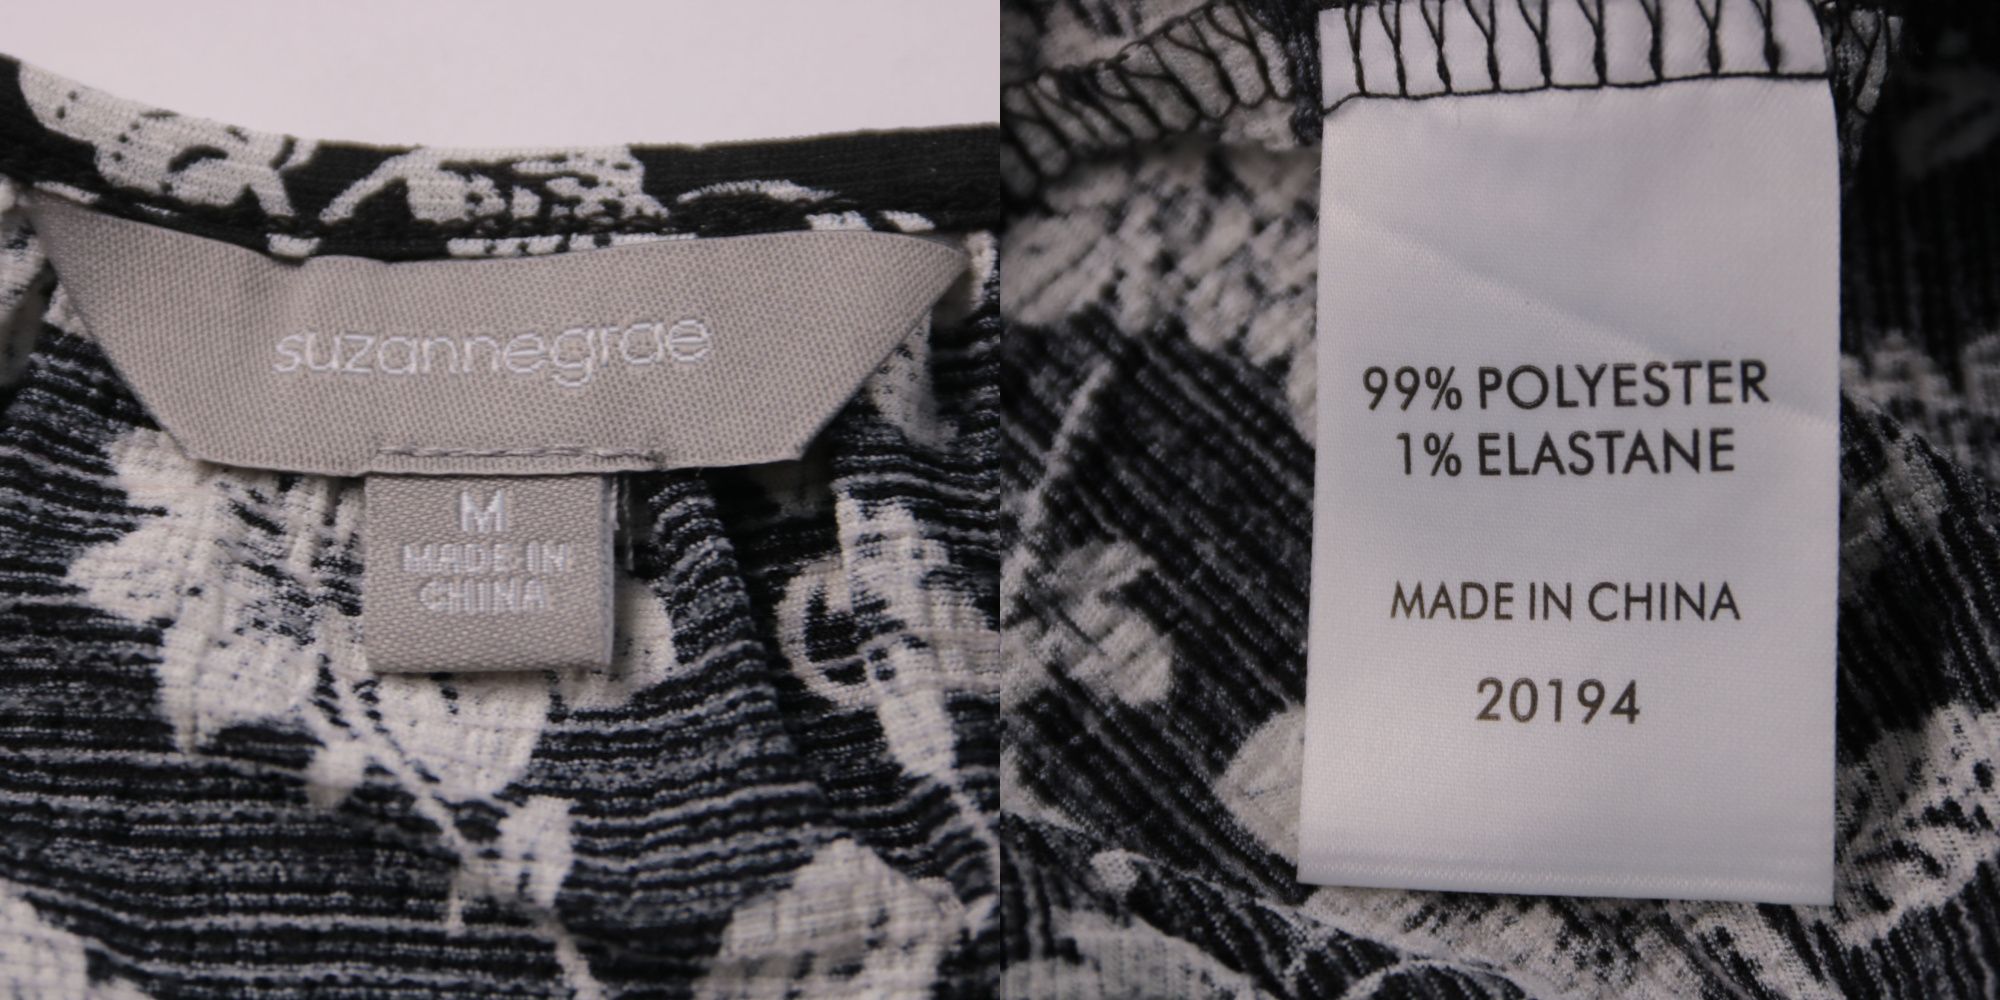 suzannegrae
M
MADE IN
CHINA
99% POLYESTER
1% ELASTANE
MADE IN CHINA
20194